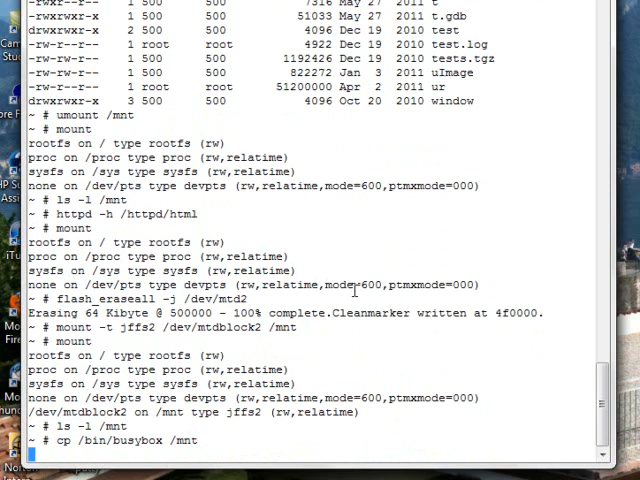 -rwxr--r-- 1 500 500 7316 May 27 2011 t
-rwxr--r-- 1 500 500 51033 May 27 2011 t.gdb
drwxrwxr-x 2 500 500 4096 Dec 19 2010 test
-rw-r--r-- 1 root root 4922 Dec 19 2010 test.log
-rw-rw-r-- 1 500 500 1192426 Dec 19 2010 tests.tgz
-rw-rw-r-- 1 500 500 822272 Jan 3 2011 uImage
-rw-r--r-- 1 root root 51200000 Apr 2 2011 ur
drwxrwxr-x 3 500 500 4096 Oct 20 2010 window
~ # umount /mnt
~ # mount
rootfs on / type rootfs (rw)
proc on /proc type proc (rw,relatime)
sysfs on /sys type sysfs (rw,relatime)
none on /dev/pts type devpts (rw,relatime,mode=600,ptmxmode=000)
~ # ls -l /mnt
~ # httpd -h /httpd/html
~ # mount
rootfs on / type rootfs (rw)
proc on /proc type proc (rw,relatime)
sysfs on /sys type sysfs (rw,relatime)
none on /dev/pts type devpts (rw,relatime,mode=600,ptmxmode=000)
~ # flash_eraseall -j /dev/mtd2
Erasing 64 Kibyte @ 500000 - 100% complete.Cleanmarker written at 4f0000.
~ # mount -t jffs2 /dev/mtdblock2 /mnt
~ # mount
rootfs on / type rootfs (rw)
proc on /proc type proc (rw,relatime)
sysfs on /sys type sysfs (rw,relatime)
none on /dev/pts type devpts (rw,relatime,mode=600,ptmxmode=000)
/dev/mtdblock2 on /mnt type jffs2 (rw,relatime)
~ # ls -l /mnt
~ # cp /bin/busybox /mnt